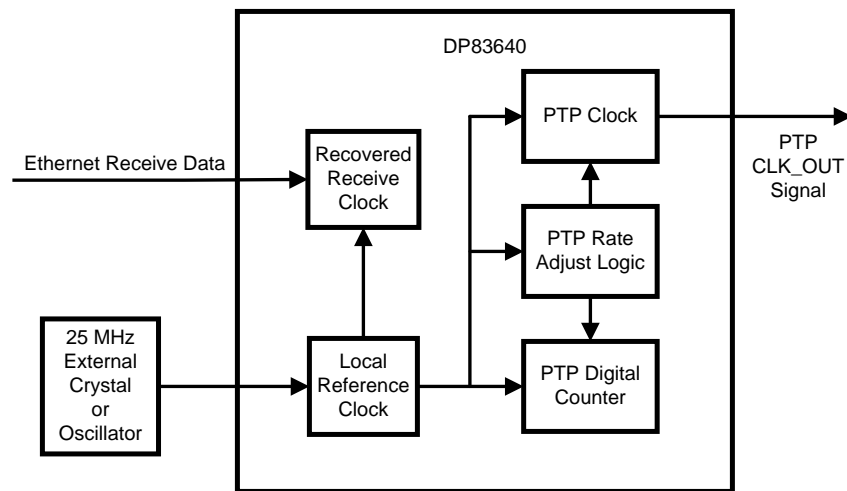 DP83640
PTP Clock
PTP
CLK_OUT
Signal
Ethernet Receive Data
Recovered
Receive
Clock
PTP Rate
Adjust Logic
25 MHz
External
Crystal
or
Oscillator
Local
Reference
Clock
PTP Digital
Counter